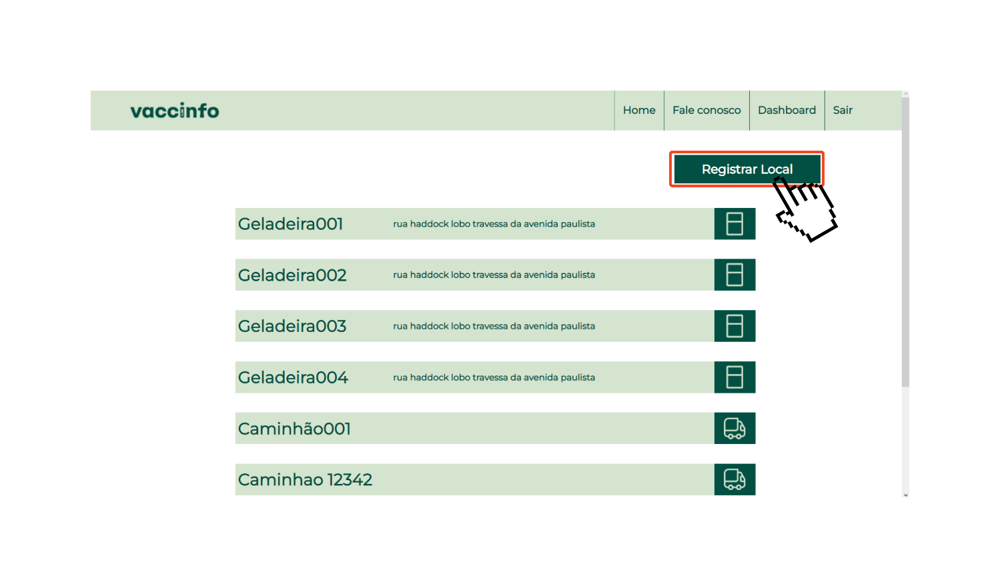 vaccinfo
Home
Fale conosco
Dashboard
Sair
Registrar Local
Geladeira001
rua haddock lobo travessa da avenida paulista
Geladeira002
rua haddock lobo travessa da avenida paulista
Geladeira003
rua haddock lobo travessa da avenida paulista
Geladeira004
rua haddock lobo travessa da avenida paulista
Caminhão001
Caminhao 12342